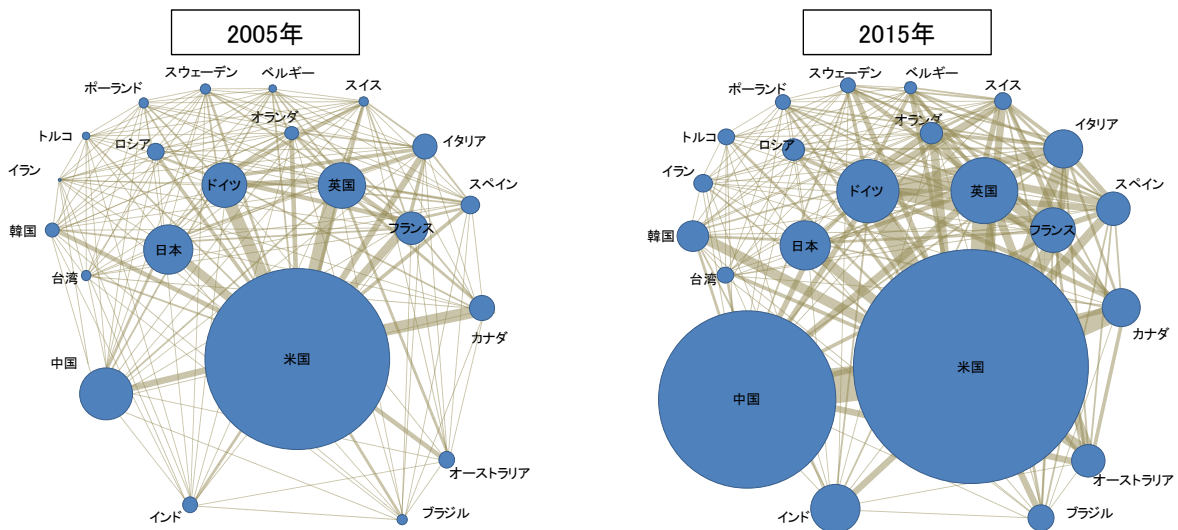 2005年
スウェーデン
ベルギー
スイス
ポーランド
オランダ
トルコ
ロシア
イタリア
イラン
ドイツ
英国
スペイン
韓国
日本
フランス
台湾
カナダ
中国
米国
オーストラリア
インド
ブラジル
2015年
スウェーデン
ベルギー
スイス
ポーランド
オランダ
トルコ
ロシア
イタリア
イラン
ドイツ
英国
スペイン
韓国
日本
フランス
台湾
カナダ
中国
米国
オーストラリア
インド
ブラジル